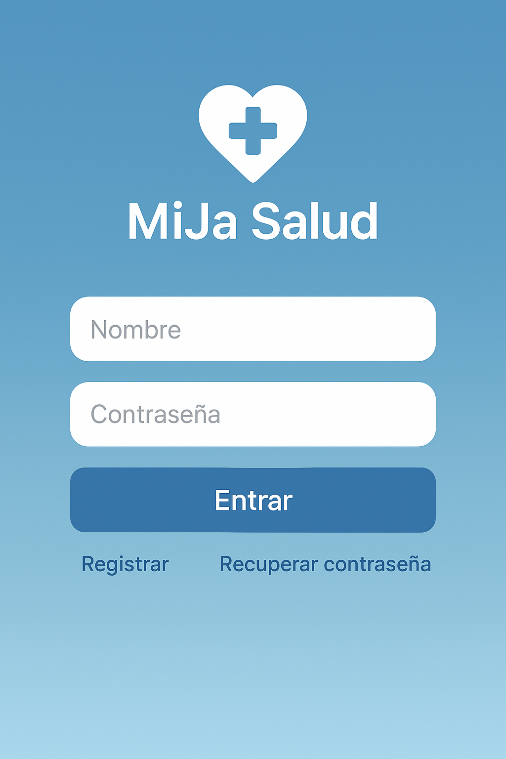 MiJa Salud
Nombre
Contraseña
Entrar
Registrar Recuperar contraseña